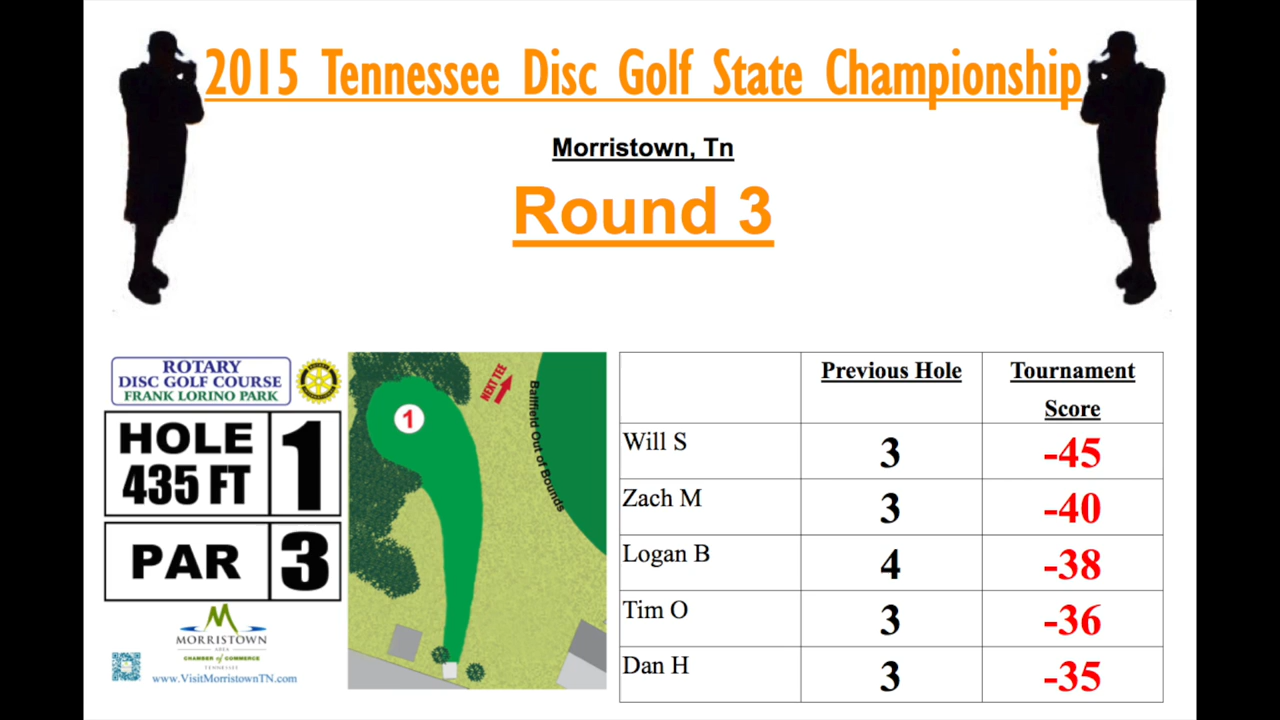 2015 Tennessee Disc Golf State Championship
Morristown, Tn
Round 3
ROTARY
DISC GOLF COURSE
FRANK LORINO PARK
HOLE 1
435 FT
PAR 3
MORRISTOWN
AREA
CHAMBER of COMMERCE
TENNESSEE
www.VisitMorristownTN.com
1
NEXT TEE
Ballfield Out of Bounds
Previous Hole Tournament
Score
Will S 3 -45
Zach M 3 -40
Logan B 4 -38
Tim O 3 -36
Dan H 3 -35